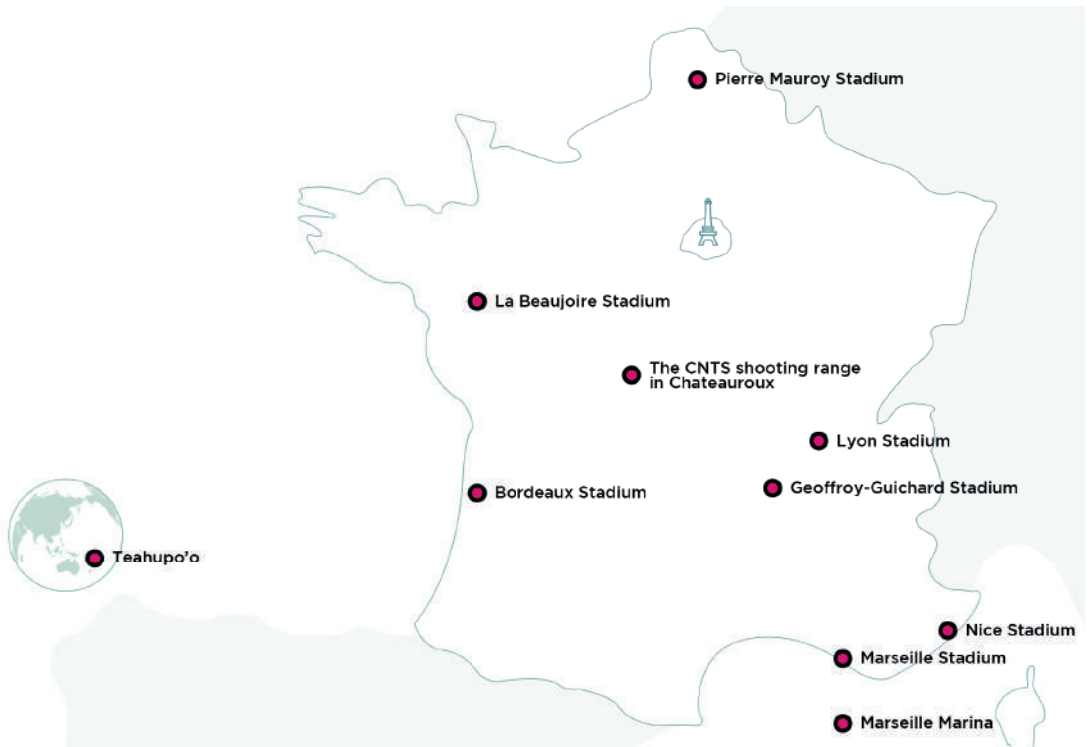 Pierre Mauroy Stadium
La Beaujoire Stadium
The CNTS shooting range
in Chateauroux
Lyon Stadium
Geoffroy-Guichard Stadium
Bordeaux Stadium
Teahupo'o
Nice Stadium
Marseille Stadium
Marseille Marina